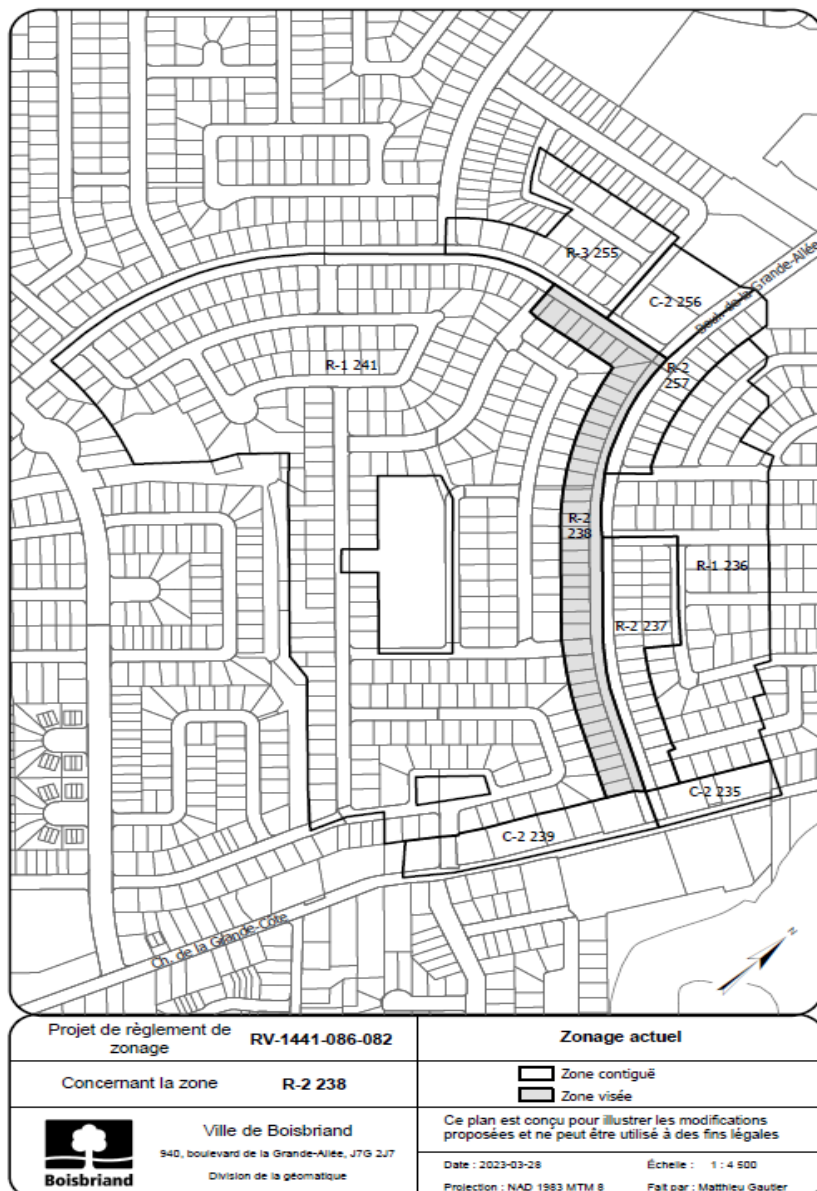 R-3 255
C-2 256
Boul. de la Grande-Allée
R-1 241
R-2
257
R-2
238
R-1 236
R-2 237
C-2 235
C-2 239
Ch. de la Grande-Côte
N
Projet de règlement de
zonage
RV-1441-086-082
Zonage actuel
Concernant la zone
R-2 238
Zone contiguë
Zone visée
Ville de Boisbriand
940, boulevard de la Grande-Allée, J7G 2J7
Division de la géomatique
Boisbriand
Ce plan est conçu pour illustrer les modifications
proposées et ne peut être utilisé à des fins légales
Date : 2023-03-28
Échelle : 1 : 4 500
Projection : NAD 1983 MTM 8
Fait par : Matthieu Gautier